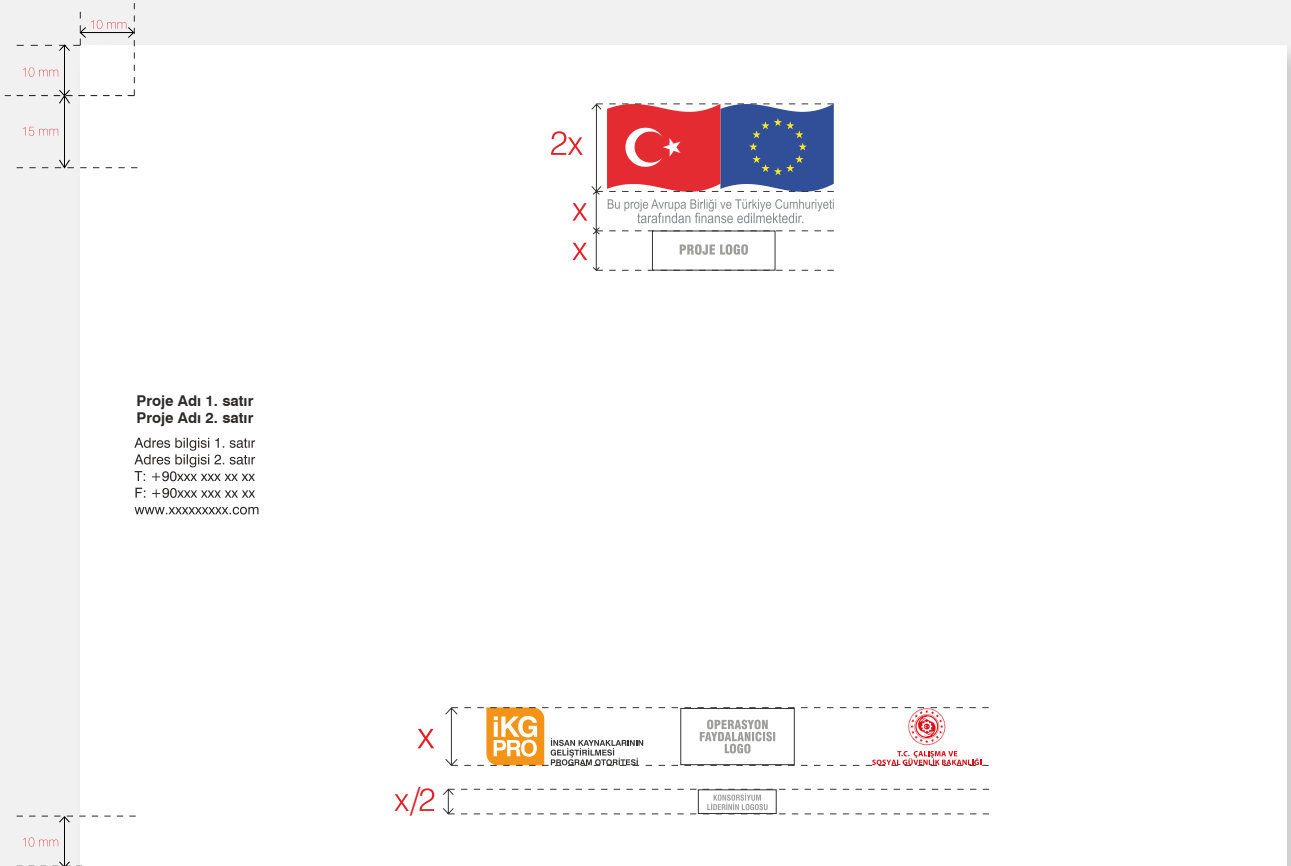 10 mm
10 mm
15 mm
2x
Bu proje Avrupa Birliği ve Türkiye Cumhuriyeti
tarafından finanse edilmektedir.
x
x
PROJE LOGO
Proje Adı 1. satır
Proje Adı 2. satır
Adres bilgisi 1. satır
Adres bilgisi 2. satır
T: +90xxx xxx xx xx
F: +90xxx xxx xx xx
www.xxxxxxxxx.com
x
iKG
PRO
İNSAN KAYNAKLARININ
GELİŞTİRİLMESİ
PROGRAM OTORİTESİ
OPERASYON
FAYDALANICISI
LOGO
T.C. ÇALIŞMA VE
SOSYAL GÜVENLİK BAKANLIĞI
x/2
KONSORSİYUM
LİDERİNİN LOGOSU
10 mm